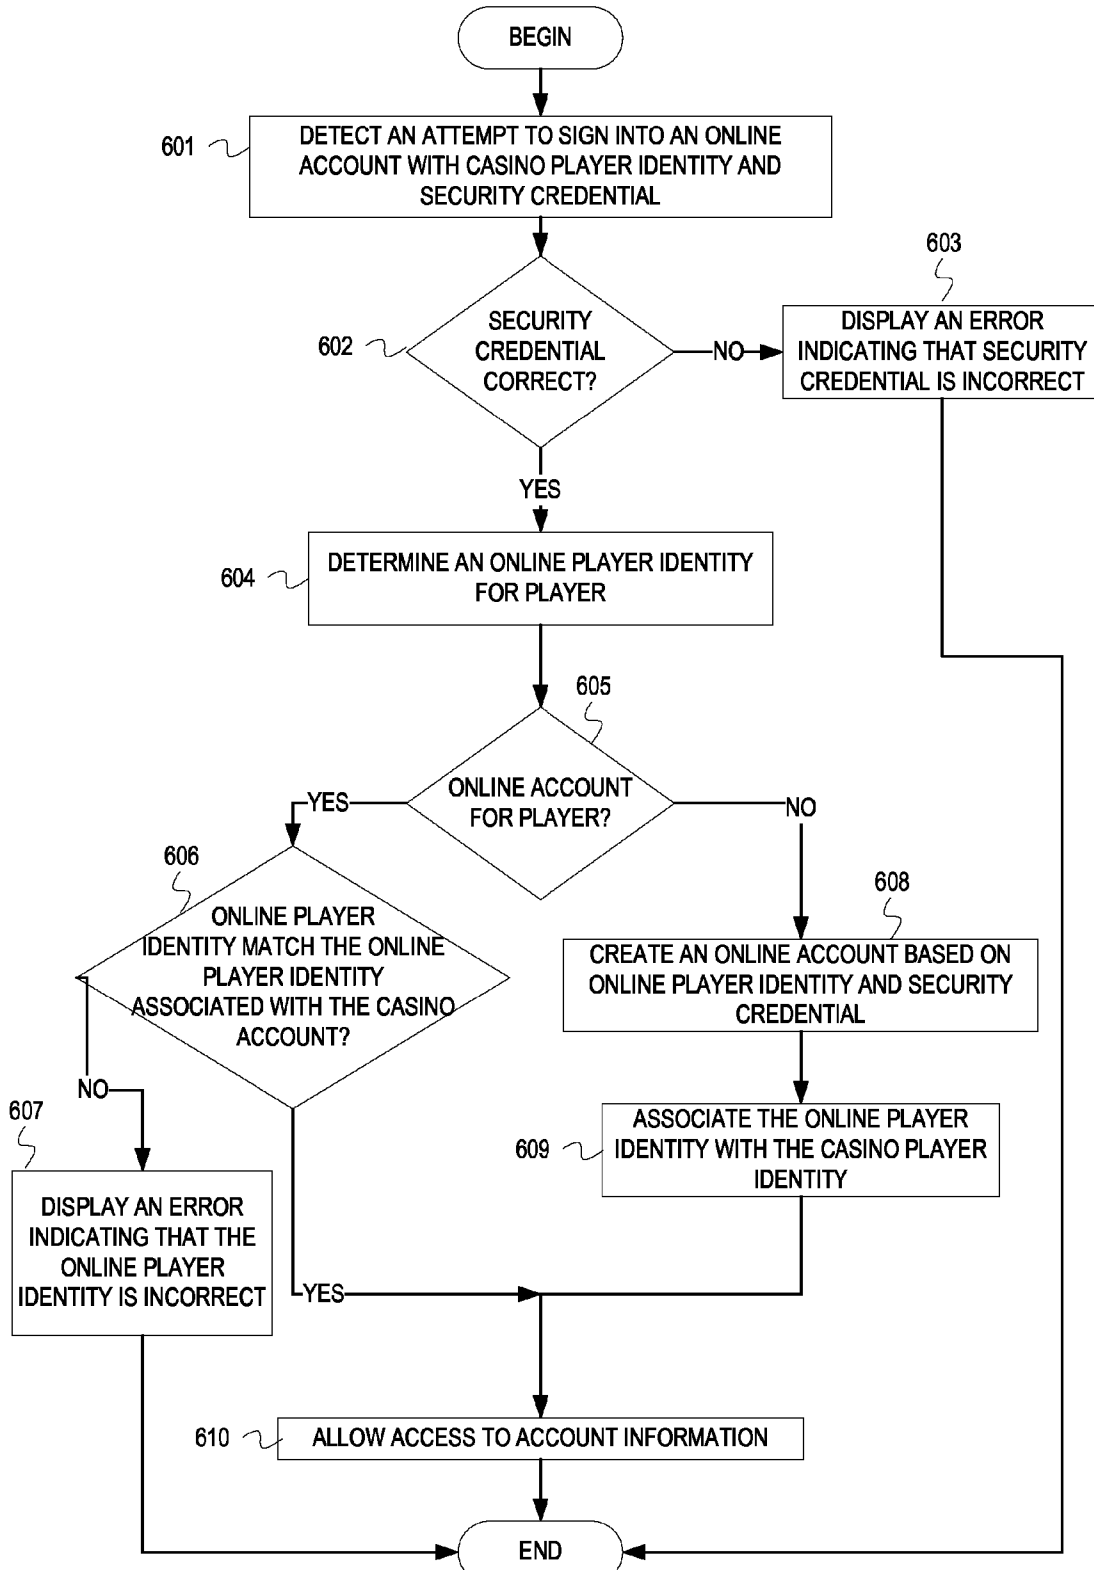 BEGIN
601
DETECT AN ATTEMPT TO SIGN INTO AN ONLINE
ACCOUNT WITH CASINO PLAYER IDENTITY AND
SECURITY CREDENTIAL
602
SECURITY
CREDENTIAL
CORRECT?
NO
603
DISPLAY AN ERROR
INDICATING THAT SECURITY
CREDENTIAL IS INCORRECT
YES
604
DETERMINE AN ONLINE PLAYER IDENTITY
FOR PLAYER
605
ONLINE ACCOUNT
FOR PLAYER?
YES
NO
606
ONLINE PLAYER
IDENTITY MATCH THE ONLINE
PLAYER IDENTITY
ASSOCIATED WITH THE CASINO
ACCOUNT?
NO
607
DISPLAY AN ERROR
INDICATING THAT THE
ONLINE PLAYER
IDENTITY IS INCORRECT
YES
608
CREATE AN ONLINE ACCOUNT BASED ON
ONLINE PLAYER IDENTITY AND SECURITY
CREDENTIAL
609
ASSOCIATE THE ONLINE PLAYER
IDENTITY WITH THE CASINO PLAYER
IDENTITY
610
ALLOW ACCESS TO ACCOUNT INFORMATION
END